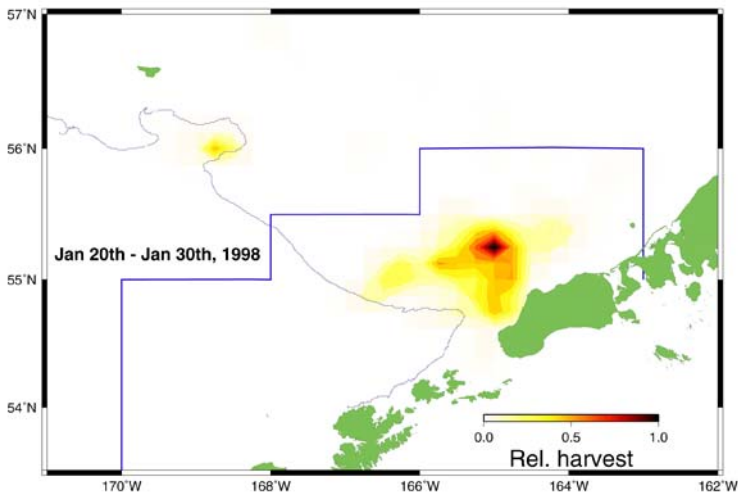 57˚N
56˚N
Jan 20th - Jan 30th, 1998
55˚N
54˚N
0.0 0.5 1.0
Rel. harvest
170˚W 168˚W 166˚W 164˚W 162˚W